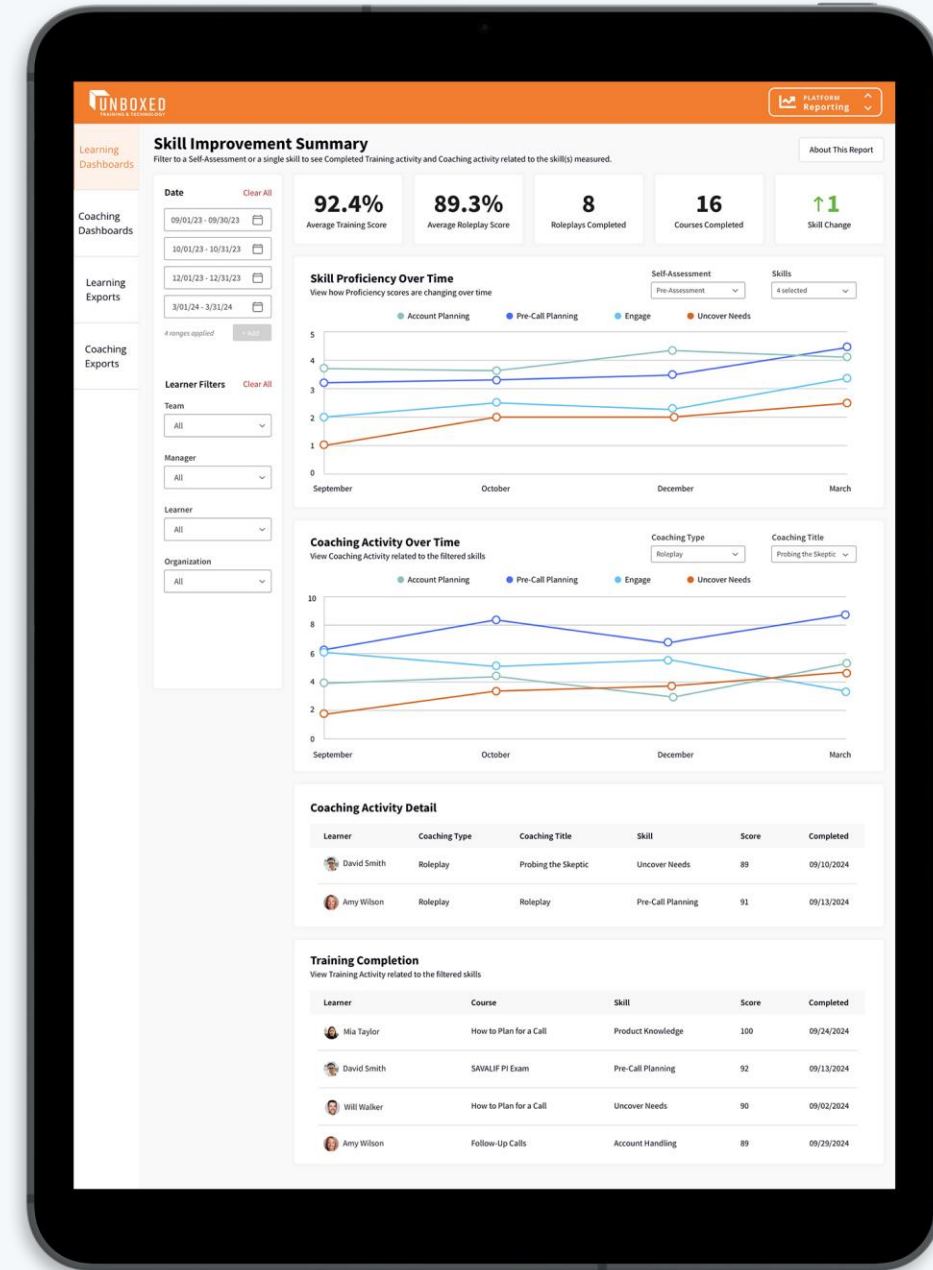 UNBOXED
TRAINING & TECHNOLOGY
PLATFORM
Reporting
Learning
Dashboards
Coaching
Dashboards
Learning
Exports
Coaching
Exports
Skill Improvement Summary
Filter to a Self-Assessment or a single skill to see Completed Training activity and Coaching activity related to the skill(s) measured.
About This Report
Date Clear All
09/01/23 - 09/30/23
10/01/23 - 10/31/23
12/01/23 - 12/31/23
3/01/24 - 3/31/24
4 ranges applied + Add
Learner Filters Clear All
Team
All
Manager
All
Learner
All
Organization
All
92.4% 89.3% 8 16 ↑1
Average Training Score Average Roleplay Score Roleplays Completed Courses Completed Skill Change
Skill Proficiency Over Time
View how Proficiency scores are changing over time
Self-Assessment Skills
Pre-Assessment 4 selected
Account Planning Pre-Call Planning Engage Uncover Needs
5
4
3
2
1
0
September October December March
Coaching Activity Over Time
View Coaching Activity related to the filtered skills
Coaching Type Coaching Title
Roleplay Probing the Skeptic
Account Planning Pre-Call Planning Engage Uncover Needs
10
8
6
4
2
0
September October December March
Coaching Activity Detail
Learner Coaching Type Coaching Title Skill Score Completed
David Smith Roleplay Probing the Skeptic Uncover Needs 89 09/10/2024
Amy Wilson Roleplay Roleplay Pre-Call Planning 91 09/13/2024
Training Completion
View Training Activity related to the filtered skills
Learner Course Skill Score Completed
Mia Taylor How to Plan for a Call Product Knowledge 100 09/24/2024
David Smith SAVALIF PI Exam Pre-Call Planning 92 09/13/2024
Will Walker How to Plan for a Call Uncover Needs 90 09/02/2024
Amy Wilson Follow-Up Calls Account Handling 89 09/29/2024